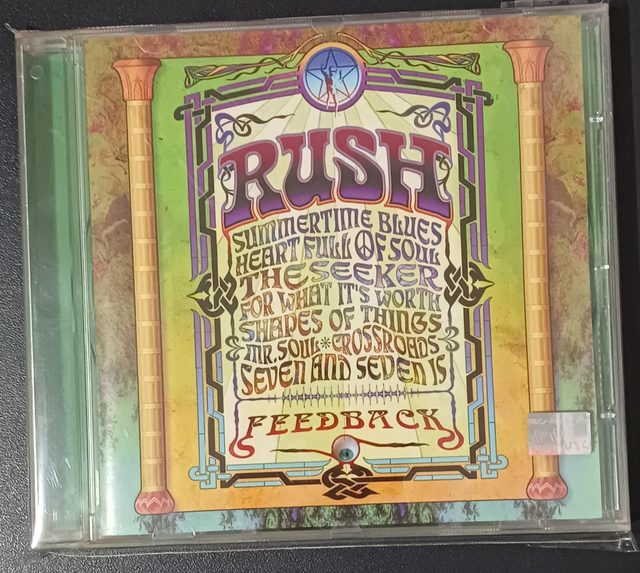 RUSH
SUMMERTIME BLUES
HEART FULL OF SOUL
THE SEEKER
FOR WHAT IT'S WORTH
SHAPES OF THINGS
MR. SOUL * CROSSROADS
SEVEN AND SEVEN IS
FEEDBACK